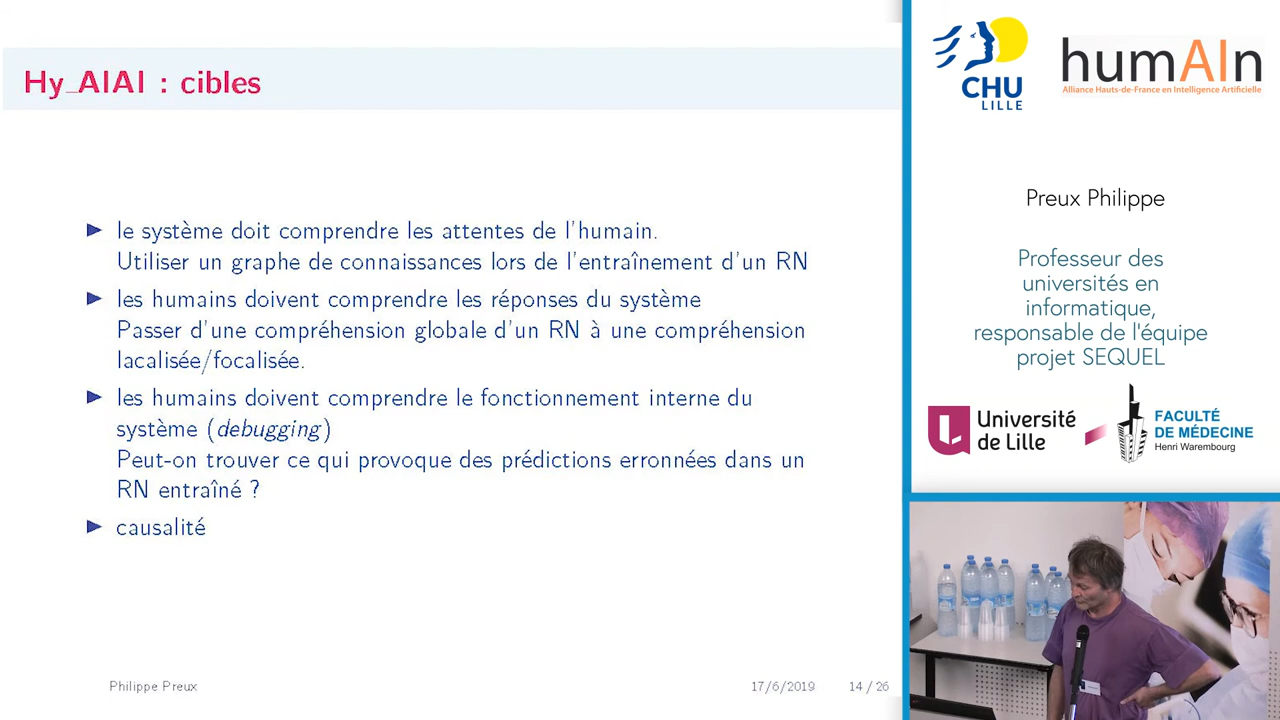 Hy_AIAI : cibles
le système doit comprendre les attentes de l'humain.
Utiliser un graphe de connaissances lors de l'entraînement d'un RN
les humains doivent comprendre les réponses du système
Passer d'une compréhension globale d'un RN à une compréhension
lacalisée/focalisée.
les humains doivent comprendre le fonctionnement interne du
système (debugging)
Peut-on trouver ce qui provoque des prédictions erronnées dans un
RN entraîné ?
causalité
Philippe Preux
17/6/2019
14 / 26
CHU
LILLE
humAIn
Alliance Hauts-de-France en Intelligence Artificielle
Preux Philippe
Professeur des
universités en
informatique,
responsable de l'équipe
projet SEQUEL
Université
de Lille
FACULTÉ
DE MÉDECINE
Henri Warembourg